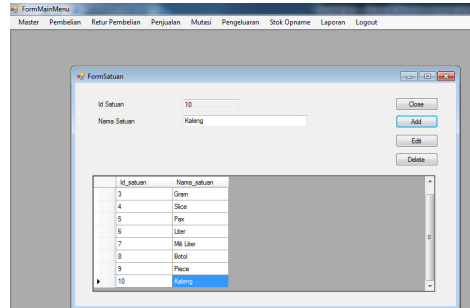 FormMainMenu
Master Pembelian Retur Pembelian Penjualan Mutasi Pengeluaran Stok Opname Laporan Logout
FormSatuan
Id Satuan 10 Close
Nama Satuan Kaleng Add
Edit
Delete
Id_satuan Nama_satuan
3 Gram
4 Slice
5 Pax
6 Liter
7 Mili Liter
8 Botol
9 Piece
10 Kaleng